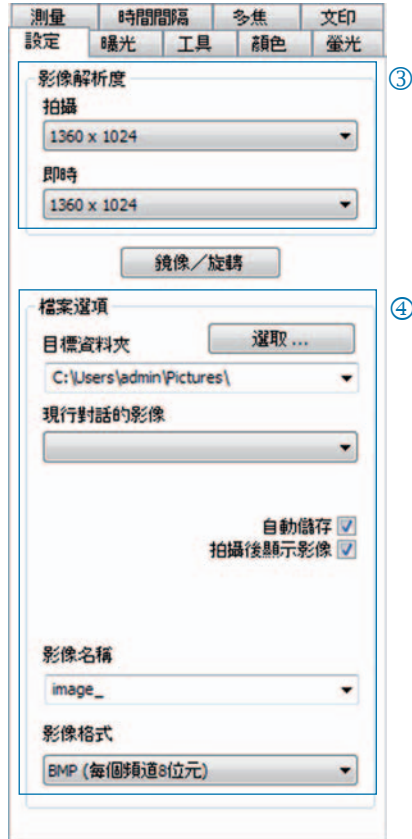 測量 時間間隔 多焦 文印
設定 曝光 工具 顏色 螢光
影像解析度 ③
拍攝
1360 x 1024
即時
1360 x 1024
鏡像／旋轉
檔案選項 ④
目標資料夾 選取 ...
C:\Users\admin\Pictures\
現行對話的影像
自動儲存
拍攝後顯示影像
影像名稱
image_
影像格式
BMP (每個頻道8位元)